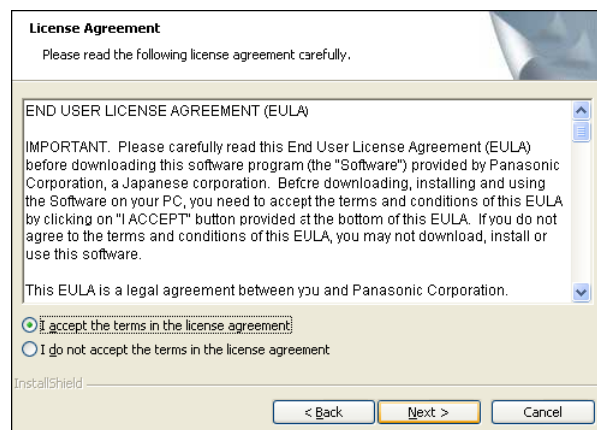 License Agreement
Please read the following license agreement carefully.
END USER LICENSE AGREEMENT (EULA)
IMPORTANT. Please carefully read this End User License Agreement (EULA)
before downloading this software program (the "Software") provided by Panasonic
Corporation, a Japanese corporation. Before downloading, installing and using
the Software on your PC, you need to accept the terms and conditions of this EULA
by clicking on "I ACCEPT" button provided at the bottom of this EULA. If you do not
agree to the terms and conditions of this EULA, you may not download, install or
use this software.
This EULA is a legal agreement between you and Panasonic Corporation.
I accept the terms in the license agreement
I do not accept the terms in the license agreement
InstallShield
< Back Next > Cancel